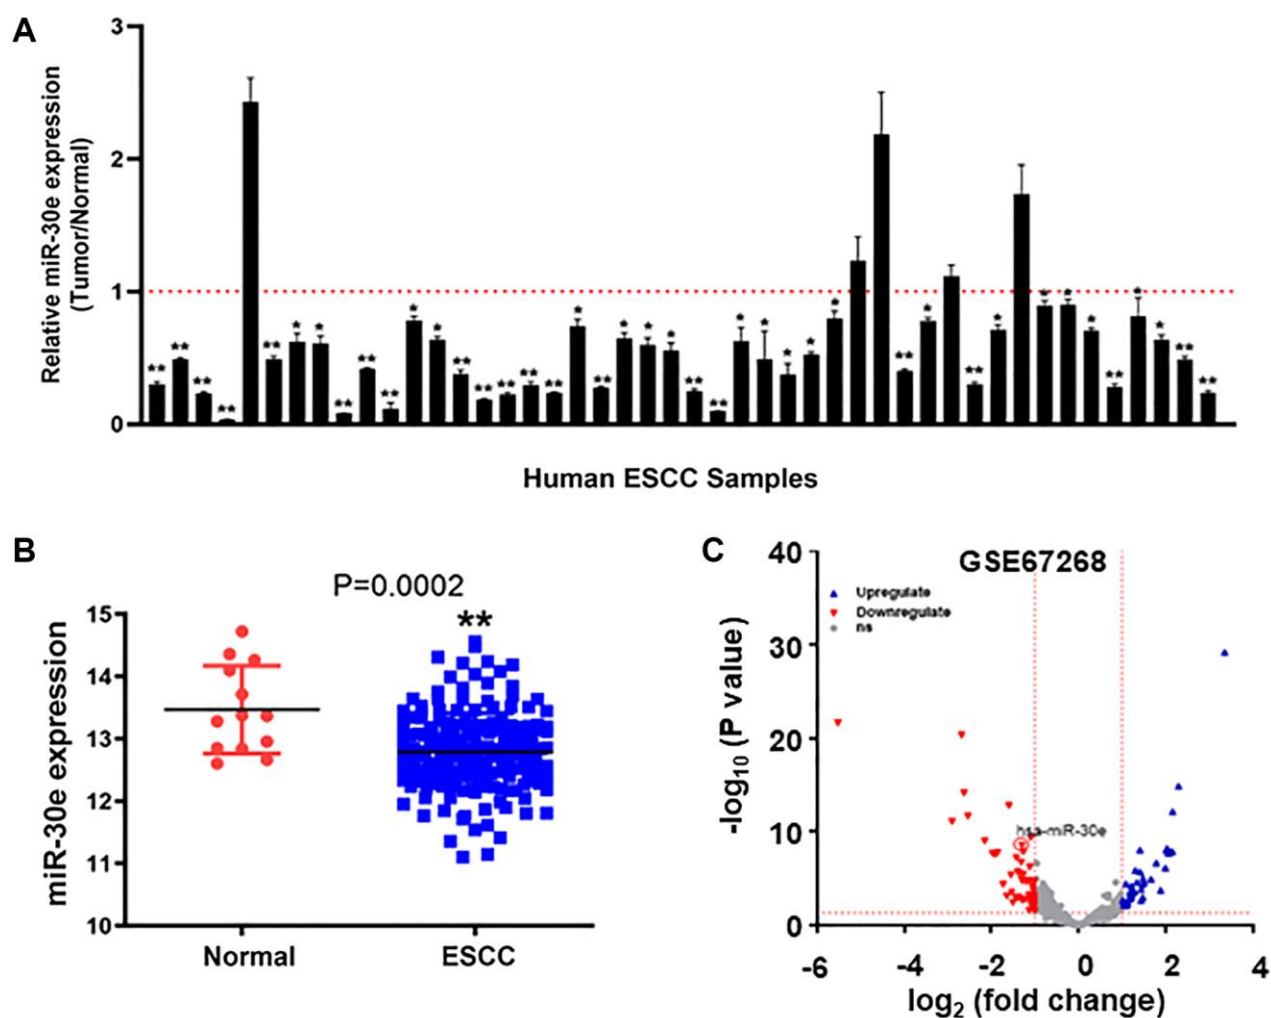 A
Relative miR-30e expression
(Tumor/Normal)
3
2
1
0
** ** ** ** ** * * ** ** ** * * ** ** ** ** ** * ** * * * ** ** * * * * * ** * ** * * * * ** * * ** **
Human ESCC Samples
B
P=0.0002
**
miR-30e expression
15
14
13
12
11
10
Normal
ESCC
C
GSE67268
Upregulate
Downregulate
ns
hsa-miR-30e
-log10 (P value)
40
30
20
10
0
-6 -4 -2 0 2 4
log2 (fold change)